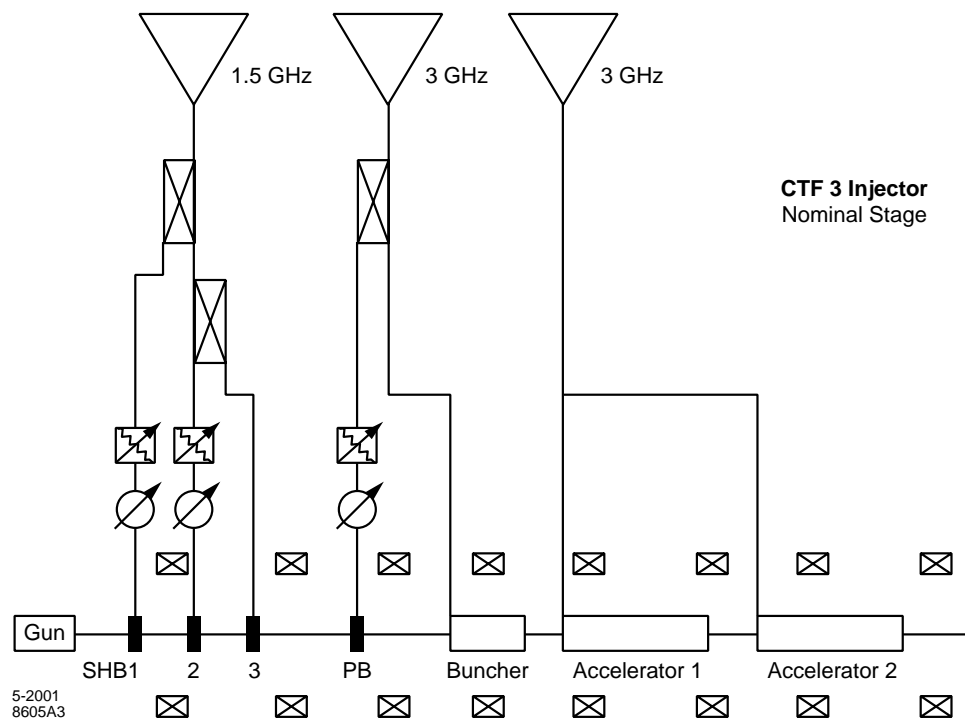 1.5 GHz
3 GHz
3 GHz
CTF 3 Injector
Nominal Stage
Gun
SHB1
2
3
PB
Buncher
Accelerator 1
Accelerator 2
5-2001
8605A3